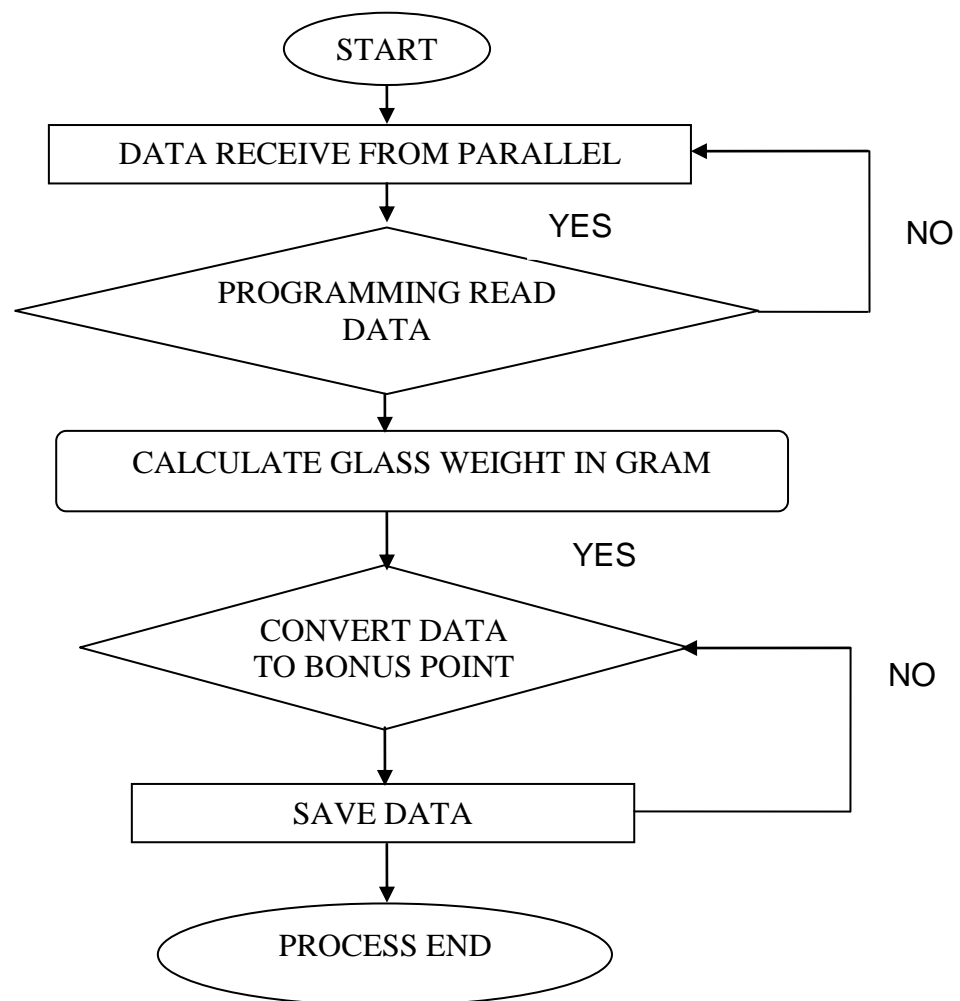 START
DATA RECEIVE FROM PARALLEL
YES
NO
PROGRAMMING READ
DATA
CALCULATE GLASS WEIGHT IN GRAM
YES
CONVERT DATA
TO BONUS POINT
NO
SAVE DATA
PROCESS END